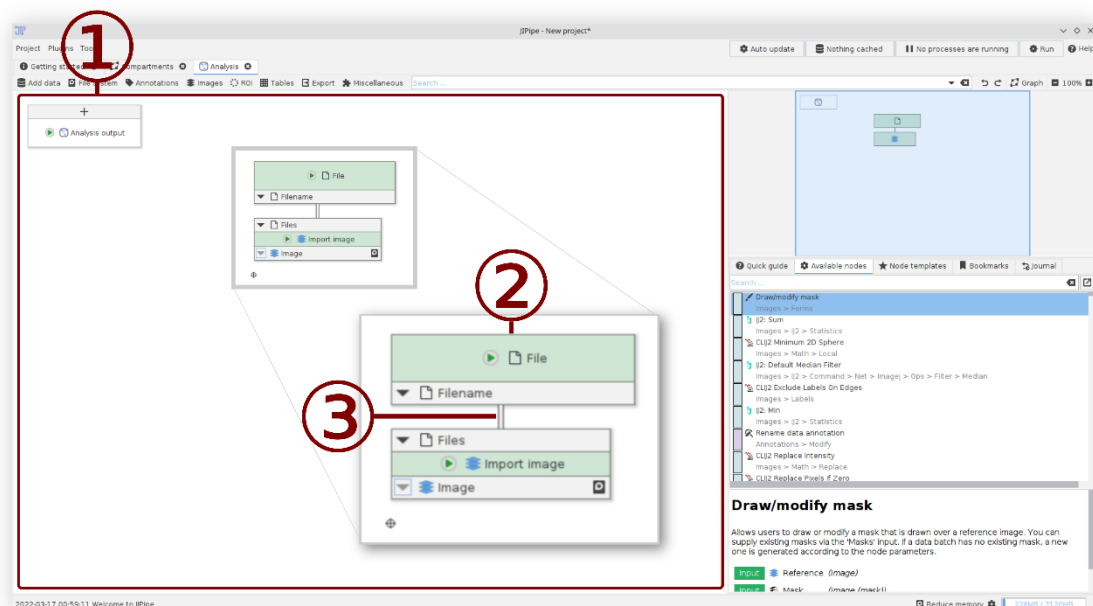 JIPipe - New project*
Project Plugins
Auto update Nothing cached No processes are running Run Help
Getting compartments Analysis
Add data File system Annotations Images ROI Tables Export Miscellaneous Search ... Graph 100%
1
+
Analysis output
File
Filename
Files
Import image
Image
2
File
Filename
3
Files
Import image
Image
Quick guide Available nodes Node templates Bookmarks Journal
Search ...
Draw/modify mask
Images > Forms
IJ2: Sum
Images > IJ2 > Statistics
CLIJ2 Minimum 2D Sphere
Images > Math > Local
IJ2: Default Median Filter
Images > IJ2 > Command > Net > Imagej > Ops > Filter > Median
CLIJ2 Exclude Labels On Edges
Images > Labels
IJ2: Min
Images > IJ2 > Statistics
Rename data annotation
Annotations > Modify
CLIJ2 Replace Intensity
Images > Math > Replace
CLIJ2 Replace Pixels If Zero
Draw/modify mask
Allows users to draw or modify a mask that is drawn over a reference image. You can
supply existing masks via the 'Masks' input. If a data batch has no existing mask, a new
one is generated according to the node parameters.
Input Reference (Image)
Input Mask (Image (mask))
2022-03-17 00:59:11 Welcome to JIPipe
Reduce memory 226MB / 7120MB